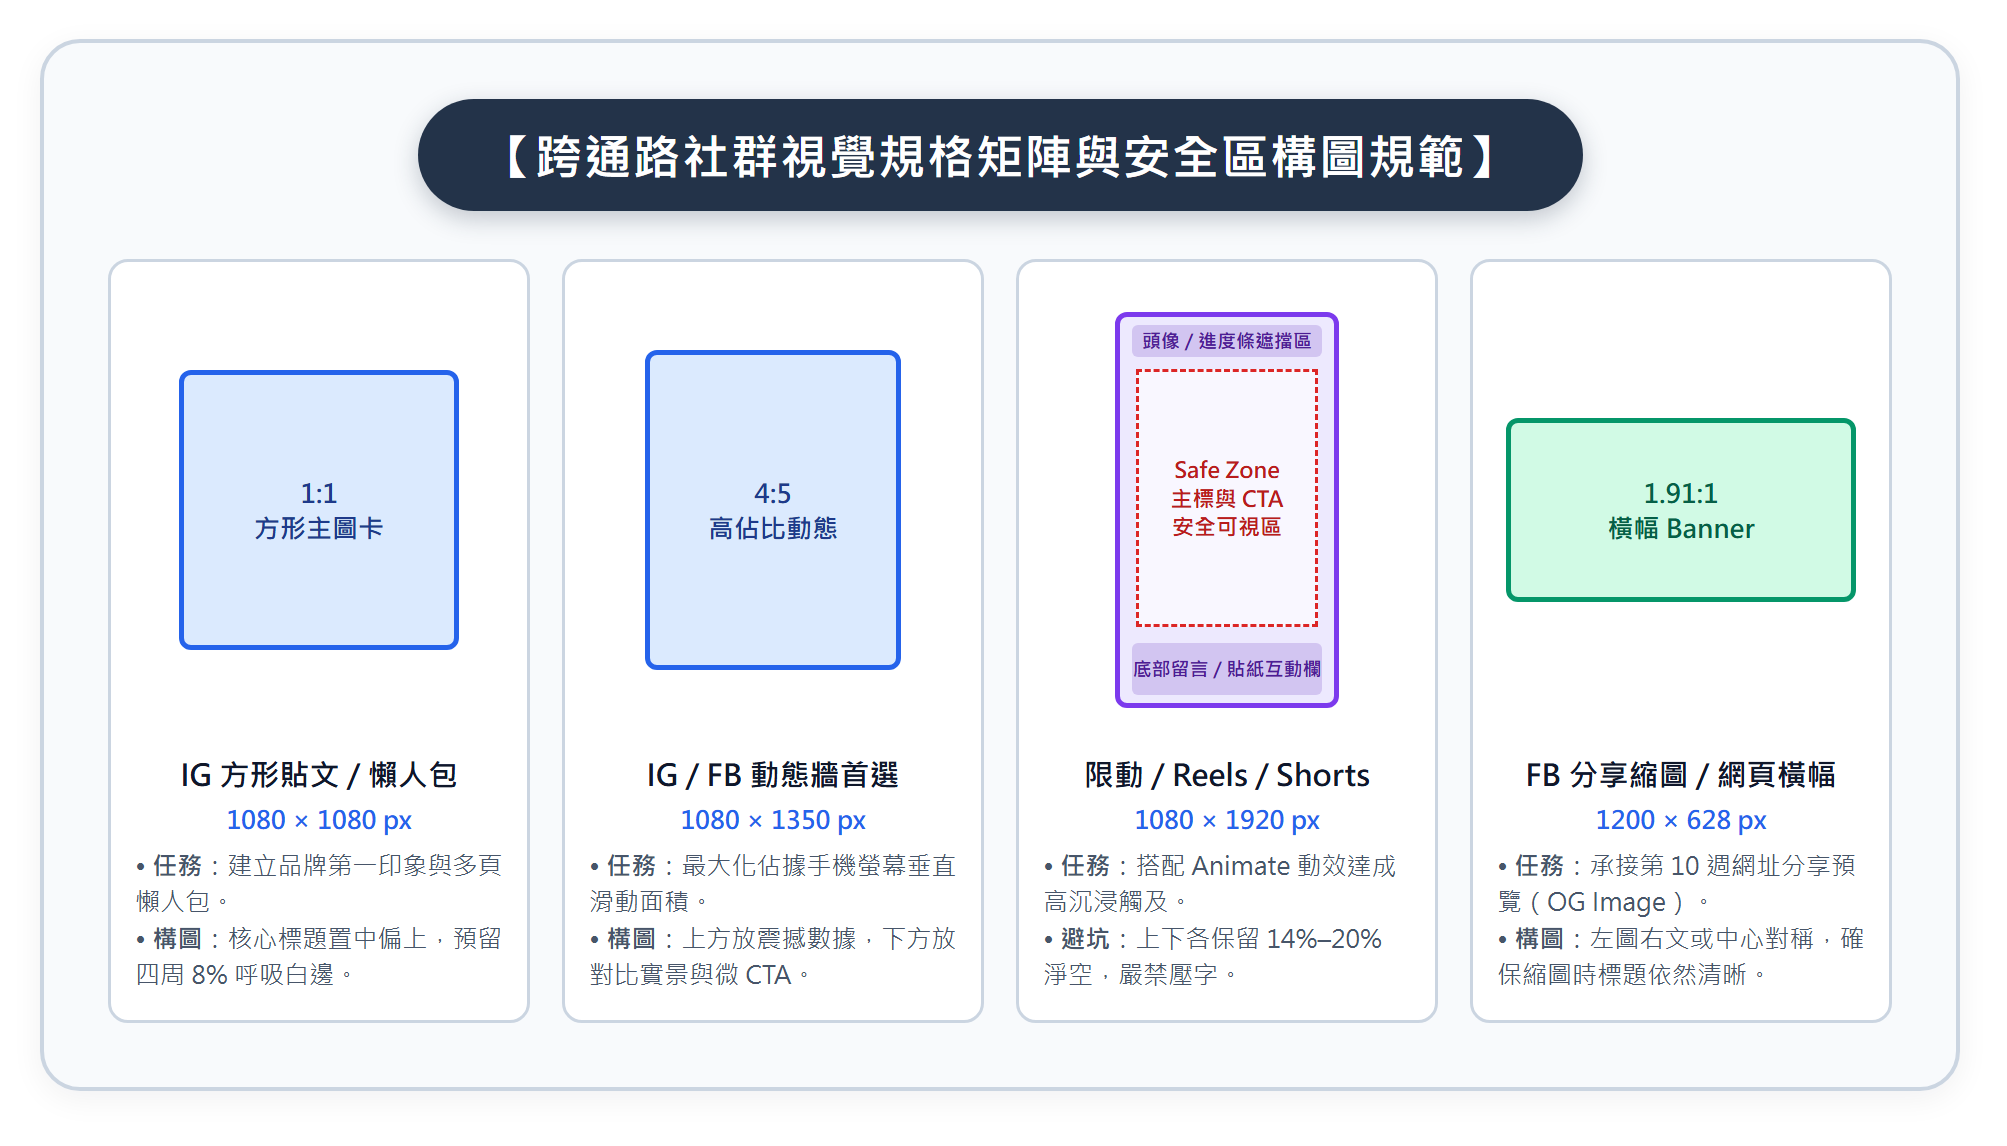 【跨通路社群視覺規格矩陣與安全區構圖規範】
1:1
方形主圖卡
IG 方形貼文 / 懶人包
1080 × 1080 px
• 任務：建立品牌第一印象與多頁
懶人包。
• 構圖：核心標題置中偏上，預留
四周 8% 呼吸白邊。
4:5
高佔比動態
IG / FB 動態牆首選
1080 × 1350 px
• 任務：最大化佔據手機螢幕垂直
滑動面積。
• 構圖：上方放震撼數據，下方放
對比實景與微 CTA。
頭像 / 進度條遮擋區
Safe Zone
主標與 CTA
安全可視區
底部留言 / 貼紙互動欄
限動 / Reels / Shorts
1080 × 1920 px
• 任務：搭配 Animate 動效達成
高沉浸觸及。
• 避坑：上下各保留 14%–20%
淨空，嚴禁壓字。
1.91:1
橫幅 Banner
FB 分享縮圖 / 網頁橫幅
1200 × 628 px
• 任務：承接第 10 週網址分享預
覽（OG Image）。
• 構圖：左圖右文或中心對稱，確
保縮圖時標題依然清晰。